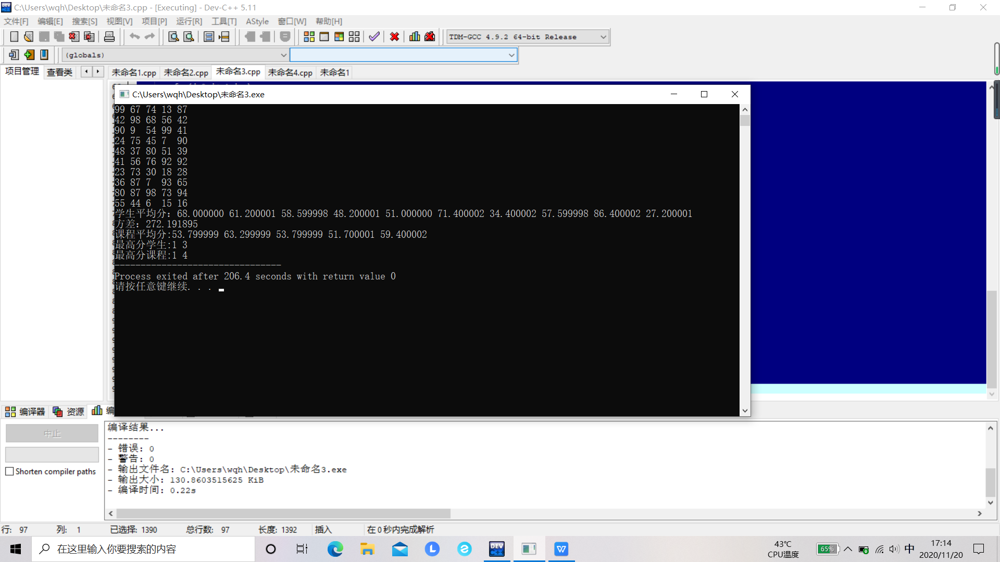 C:\Users\wqh\Desktop\未命名3.cpp - [Executing] - Dev-C++ 5.11
文件[F] 编辑[E] 搜索[S] 视图[V] 项目[P] 运行[R] 工具[T] AStyle 窗口[W] 帮助[H]
TDM-GCC 4.9.2 64-bit Release
(globals)
项目管理 查看类 未命名1.cpp 未命名2.cpp 未命名3.cpp 未命名4.cpp 未命名1
C:\Users\wqh\Desktop\未命名3.exe
99 67 74 13 87
42 98 68 56 42
90 9 54 99 41
24 75 45 7 90
48 37 80 51 39
41 56 76 92 92
23 73 30 18 28
36 87 7 93 65
80 87 98 73 94
55 44 6 15 16
学生平均分：68.000000 61.200001 58.599998 48.200001 51.000000 71.400002 34.400002 57.599998 86.400002 27.200001
方差：272.191895
课程平均分:53.799999 63.299999 53.799999 51.700001 59.400002
最高分学生:1 3
最高分课程:1 4
--------------------------------
Process exited after 206.4 seconds with return value 0
请按任意键继续. . .
编译器 资源 编
中止
Shorten compiler paths
编译结果...
--------
- 错误: 0
- 警告: 0
- 输出文件名: C:\Users\wqh\Desktop\未命名3.exe
- 输出大小: 130.8603515625 KiB
- 编译时间: 0.22s
行: 97 列: 1 已选择: 1390 总行数: 97 长度: 1392 插入 在 0 秒内完成解析
在这里输入你要搜索的内容
DEV C++
43℃
CPU温度
65%
中
17:14
2020/11/20